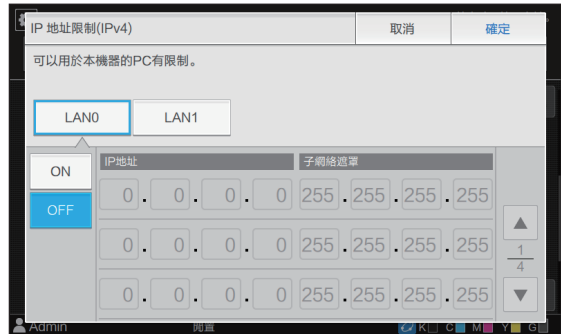 IP 地址限制(IPv4) 取消 確定
可以用於本機器的PC有限制。
LAN0 LAN1
ON IP地址 子網絡遮罩
OFF 0. 0. 0. 0 255.255.255.255
0. 0. 0. 0 255.255.255.255
1
4
0. 0. 0. 0 255.255.255.255
Admin 閒置 K C M Y G